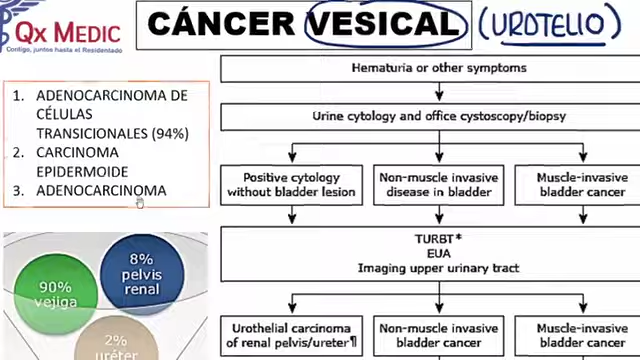 Qx MEDIC
Contigo, juntos hasta el Residentado
CÁNCER VESICAL (UROTELIO)
1. ADENOCARCINOMA DE
CÉLULAS
TRANSICIONALES (94%)
2. CARCINOMA
EPIDERMOIDE
3. ADENOCARCINOMA
90%
vejiga
8%
pelvis
renal
2%
uréter
Hematuria or other symptoms
Urine cytology and office cystoscopy/biopsy
Positive cytology
without bladder lesion
Non-muscle invasive
disease in bladder
Muscle-invasive
bladder cancer
TURBT*
EUA
Imaging upper urinary tract
Urothelial carcinoma
of renal pelvis/ureter¶
Non-muscle invasive
bladder cancer
Muscle-invasive
bladder cancer